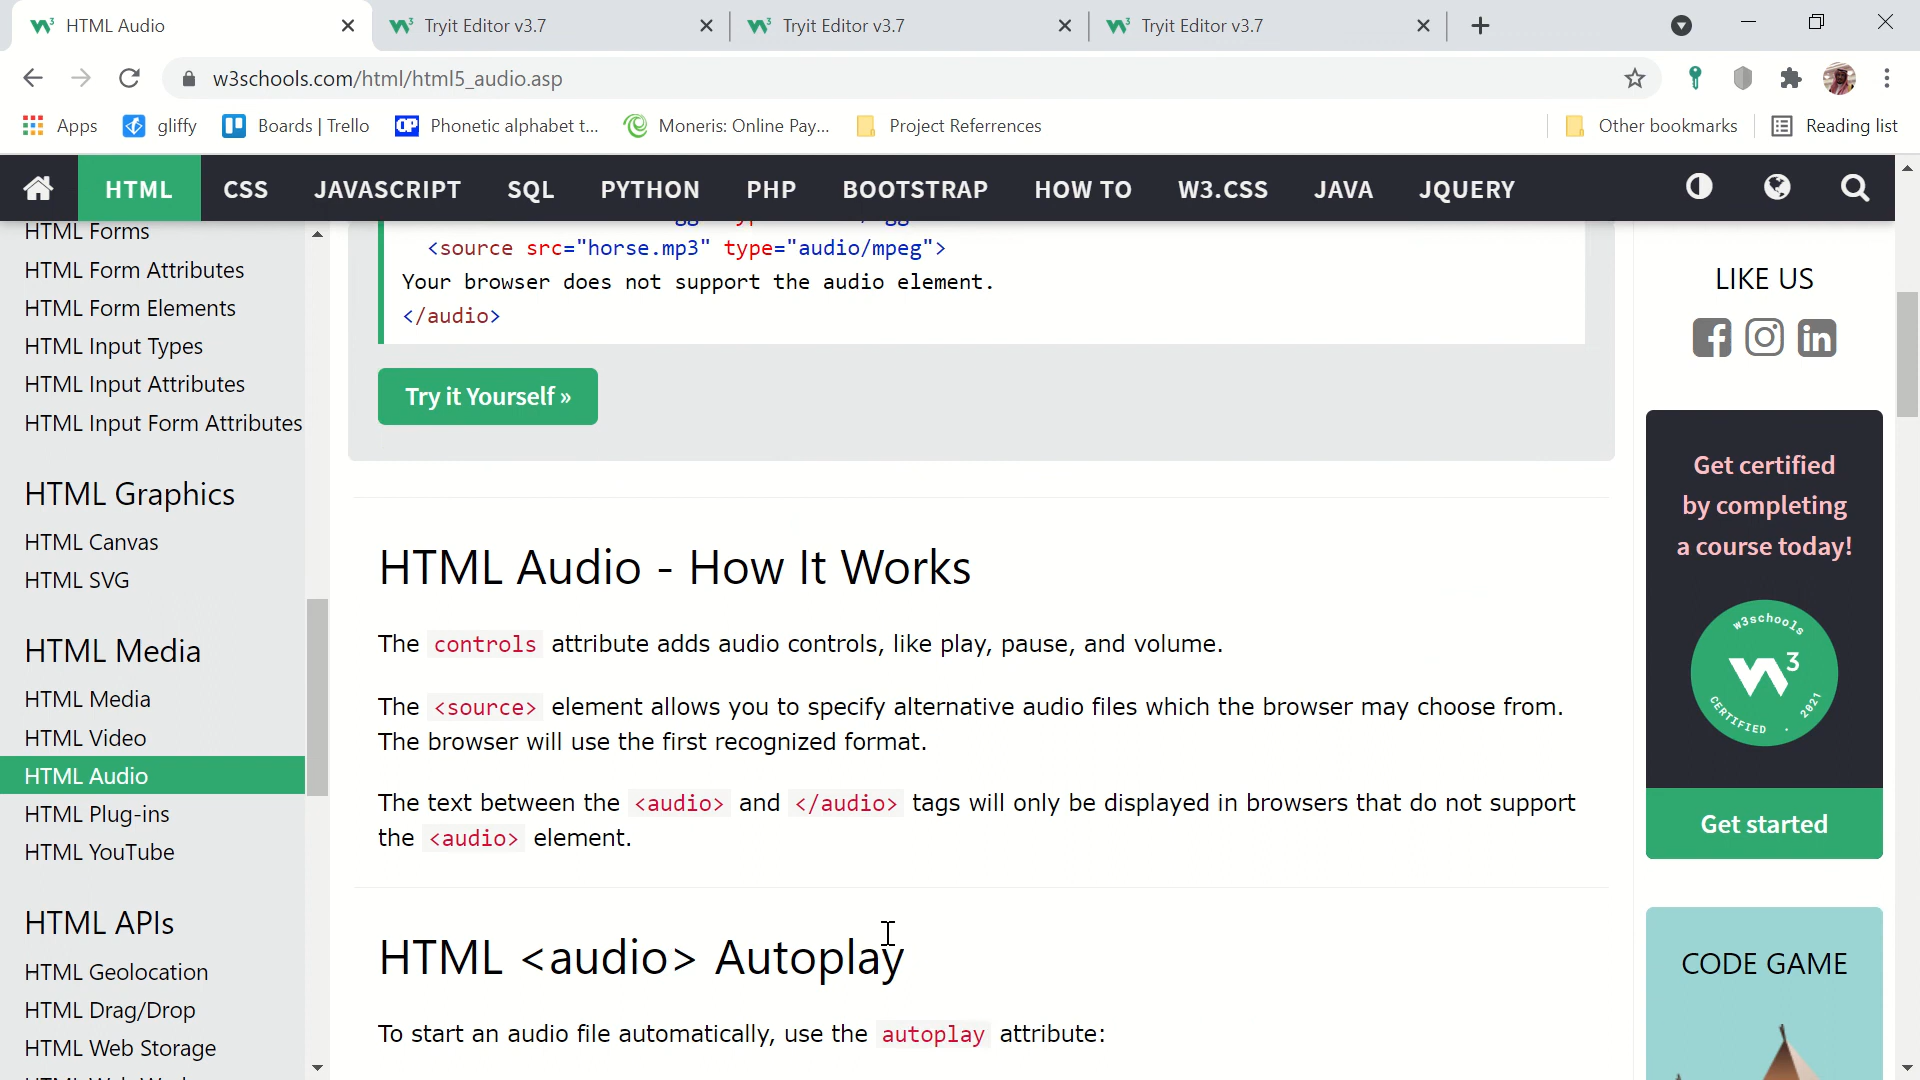 HTML Audio
Tryit Editor v3.7
Tryit Editor v3.7
Tryit Editor v3.7
w3schools.com/html/html5_audio.asp
Apps
gliffy
Boards | Trello
OP
Phonetic alphabet t...
Moneris: Online Pay...
Project Referrences
Other bookmarks
Reading list
HTML
CSS
JAVASCRIPT
SQL
PYTHON
PHP
BOOTSTRAP
HOW TO
W3.CSS
JAVA
JQUERY
HTML Forms
HTML Form Attributes
HTML Form Elements
HTML Input Types
HTML Input Attributes
HTML Input Form Attributes
HTML Graphics
HTML Canvas
HTML SVG
HTML Media
HTML Media
HTML Video
HTML Audio
HTML Plug-ins
HTML YouTube
HTML APIs
HTML Geolocation
HTML Drag/Drop
HTML Web Storage
<source src="horse.mp3" type="audio/mpeg">
Your browser does not support the audio element.
</audio>
Try it Yourself »
HTML Audio - How It Works
The controls attribute adds audio controls, like play, pause, and volume.
The <source> element allows you to specify alternative audio files which the browser may choose from.
The browser will use the first recognized format.
The text between the <audio> and </audio> tags will only be displayed in browsers that do not support
the <audio> element.
HTML <audio> Autoplay
To start an audio file automatically, use the autoplay attribute:
LIKE US
Get certified
by completing
a course today!
w3schools
W3
CERTIFIED . 2021
Get started
CODE GAME